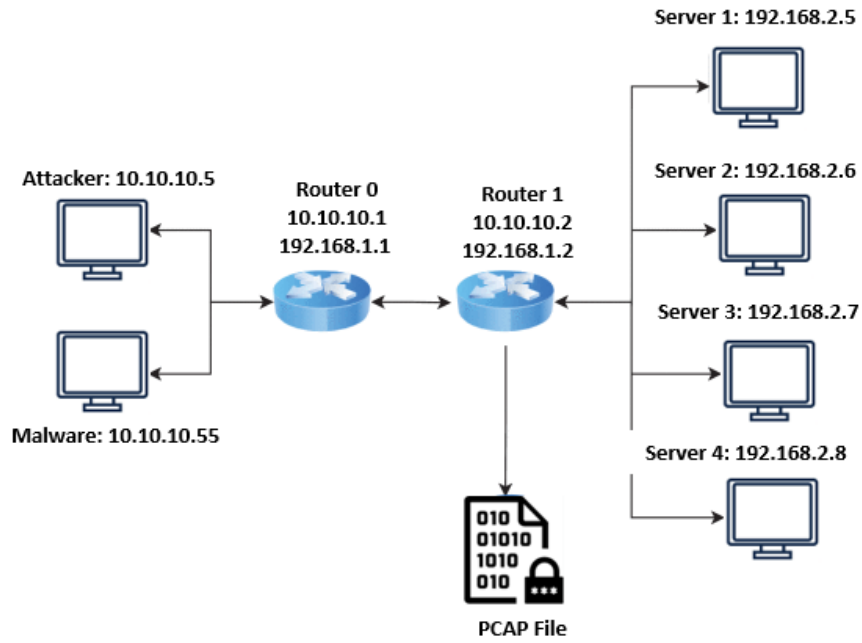 Server 1: 192.168.2.5
Attacker: 10.10.10.5
Router 0
10.10.10.1
192.168.1.1
Router 1
10.10.10.2
192.168.1.2
Server 2: 192.168.2.6
Server 3: 192.168.2.7
Malware: 10.10.10.55
Server 4: 192.168.2.8
010
01010
1010
010
***
PCAP File